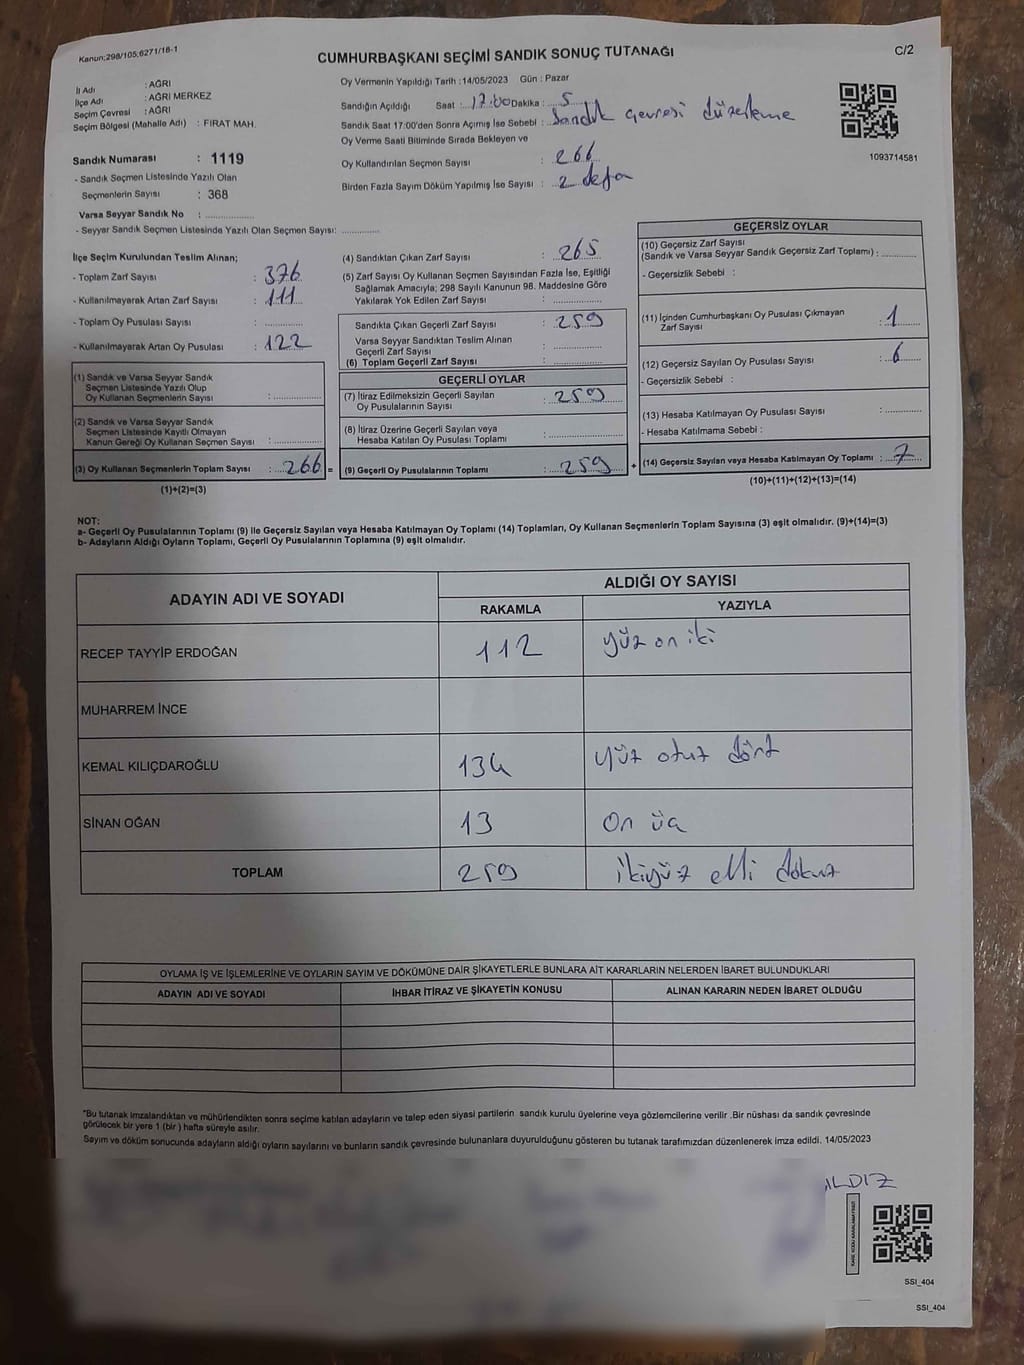 Kanun:298/105;6271/18-1
CUMHURBAŞKANI SEÇİMİ SANDIK SONUÇ TUTANAĞI
C/2
İl Adı : AĞRI
İlçe Adı : AĞRI MERKEZ
Seçim Çevresi : AĞRI
Seçim Bölgesi (Mahalle Adı) : FIRAT MAH.
Oy Vermenin Yapıldığı Tarih :14/05/2023 Gün : Pazar
Sandığın Açıldığı Saat : 17:00 Dakika : 5
Sandık Saat 17:00'den Sonra Açımış İse Sebebi : Sandık çevresi düzenleme
Oy Verme Saati Bitiminde Sırada Bekleyen ve
Oy Kullandırılan Seçmen Sayısı : 266
Birden Fazla Sayım Döküm Yapılmış İse Sayısı : 2 defa
1093714581
Sandık Numarası : 1119
- Sandık Seçmen Listesinde Yazılı Olan
Seçmenlerin Sayısı : 368
Varsa Seyyar Sandık No : ..............
- Seyyar Sandık Seçmen Listesinde Yazılı Olan Seçmen Sayısı: ............
İlçe Seçim Kurulundan Teslim Alınan;
- Toplam Zarf Sayısı : 376
- Kullanılmayarak Artan Zarf Sayısı : 111
- Toplam Oy Pusulası Sayısı : ............
- Kullanılmayarak Artan Oy Pusulası : 122
(1) Sandık ve Varsa Seyyar Sandık
Seçmen Listesinde Yazılı Olup
Oy Kullanan Seçmenlerin Sayısı : ..............
(2) Sandık ve Varsa Seyyar Sandık
Seçmen Listesinde Kayıtlı Olmayan
Kanun Gereği Oy Kullanan Seçmen Sayısı : ..............
(3) Oy Kullanan Seçmenlerin Toplam Sayısı : 266 =
(1)+(2)=(3)
(4) Sandıktan Çıkan Zarf Sayısı : 265
(5) Zarf Sayısı Oy Kullanan Seçmen Sayısından Fazla İse, Eşitliği
Sağlamak Amacıyla; 298 Sayılı Kanunun 98. Maddesine Göre
Yakılarak Yok Edilen Zarf Sayısı : ..............
Sandıkta Çıkan Geçerli Zarf Sayısı : 259
Varsa Seyyar Sandıktan Teslim Alınan
Geçerli Zarf Sayısı : ..............
(6) Toplam Geçerli Zarf Sayısı : ..............
GEÇERLİ OYLAR
(7) İtiraz Edilmeksizin Geçerli Sayılan
Oy Pusulalarının Sayısı : 259
(8) İtiraz Üzerine Geçerli Sayılan veya
Hesaba Katılan Oy Pusulası Toplamı : ..............
(9) Geçerli Oy Pusulalarının Toplamı : 259 +
GEÇERSİZ OYLAR
(10) Geçersiz Zarf Sayısı
(Sandık ve Varsa Seyyar Sandık Geçersiz Zarf Toplamı) : ...........
- Geçersizlik Sebebi :
(11) İçinden Cumhurbaşkanı Oy Pusulası Çıkmayan
Zarf Sayısı : 1
(12) Geçersiz Sayılan Oy Pusulası Sayısı : 6
- Geçersizlik Sebebi :
(13) Hesaba Katılmayan Oy Pusulası Sayısı : ............
- Hesaba Katılmama Sebebi :
(14) Geçersiz Sayılan veya Hesaba Katılmayan Oy Toplamı : 7
(10)+(11)+(12)+(13)=(14)
NOT:
a- Geçerli Oy Pusulalarının Toplamı (9) ile Geçersiz Sayılan veya Hesaba Katılmayan Oy Toplamı (14) Toplamları, Oy Kullanan Seçmenlerin Toplam Sayısına (3) eşit olmalıdır. (9)+(14)=(3)
b- Adayların Aldığı Oyların Toplamı, Geçerli Oy Pusulalarının Toplamına (9) eşit olmalıdır.
ADAYIN ADI VE SOYADI
ALDIĞI OY SAYISI
RAKAMLA YAZIYLA
RECEP TAYYİP ERDOĞAN 112 yüz on iki
MUHARREM İNCE
KEMAL KILIÇDAROĞLU 134 yüz otuz dört
SİNAN OĞAN 13 on üç
TOPLAM 259 ikiyüz elli dokuz
OYLAMA İŞ VE İŞLEMLERİNE VE OYLARIN SAYIM VE DÖKÜMÜNE DAİR ŞİKAYETLERLE BUNLARA AİT KARARLARIN NELERDEN İBARET BULUNDUKLARI
ADAYIN ADI VE SOYADI İHBAR İTİRAZ VE ŞİKAYETİN KONUSU ALINAN KARARIN NEDEN İBARET OLDUĞU
*Bu tutanak imzalandıktan ve mühürlendikten sonra seçime katılan adayların ve talep eden siyasi partilerin sandık kurulu üyelerine veya gözlemcilerine verilir .Bir nüshası da sandık çevresinde
görülecek bir yere 1 (bir ) hafta süreyle asılır.
Sayım ve döküm sonucunda adayların aldığı oyların sayılarını ve bunların sandık çevresinde bulunanlara duyurulduğunu gösteren bu tutanak tarafımızdan düzenlenerek imza edildi. 14/05/2023
ILDIZ
SSI_404
SSI_404